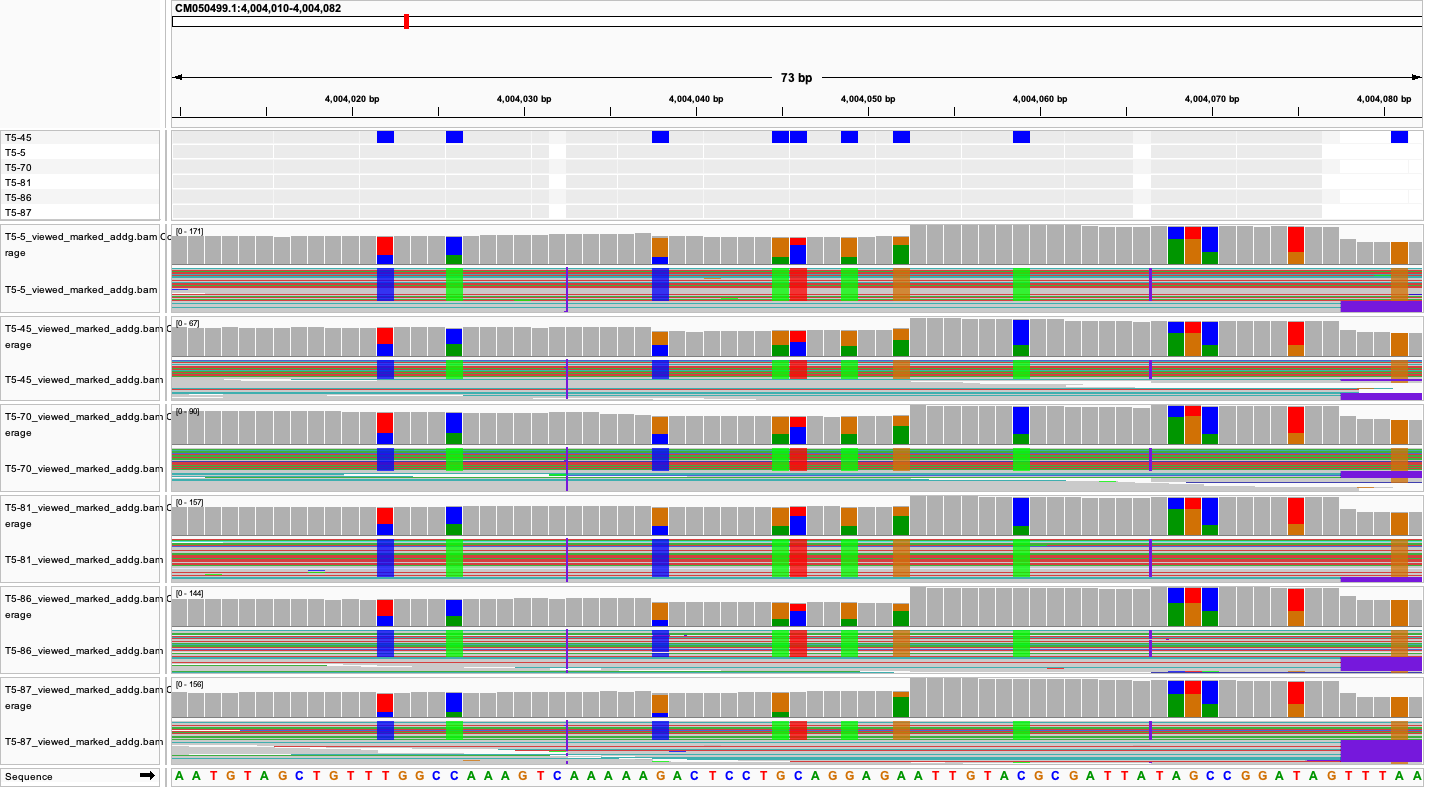 CM050499.1:4,004,010-4,004,082
73 bp
4,004,020 bp 4,004,030 bp 4,004,040 bp 4,004,050 bp 4,004,060 bp 4,004,070 bp 4,004,080 bp
T5-45
T5-5
T5-70
T5-81
T5-86
T5-87
T5-5_viewed_marked_addg.bam Co
rage
[0 - 171]
T5-5_viewed_marked_addg.bam
T5-45_viewed_marked_addg.bam C
erage
[0 - 67]
T5-45_viewed_marked_addg.bam
T5-70_viewed_marked_addg.bam C
erage
[0 - 90]
T5-70_viewed_marked_addg.bam
T5-81_viewed_marked_addg.bam C
erage
[0 - 157]
T5-81_viewed_marked_addg.bam
T5-86_viewed_marked_addg.bam C
erage
[0 - 144]
T5-86_viewed_marked_addg.bam
T5-87_viewed_marked_addg.bam C
erage
[0 - 156]
T5-87_viewed_marked_addg.bam
Sequence A A T G T A G C T G T T T G G C C A A A G T C A A A A A G A C T C C T G C A G G A G A A T T G T A C G C G A T T A T A G C C G G A T A G T T T A A